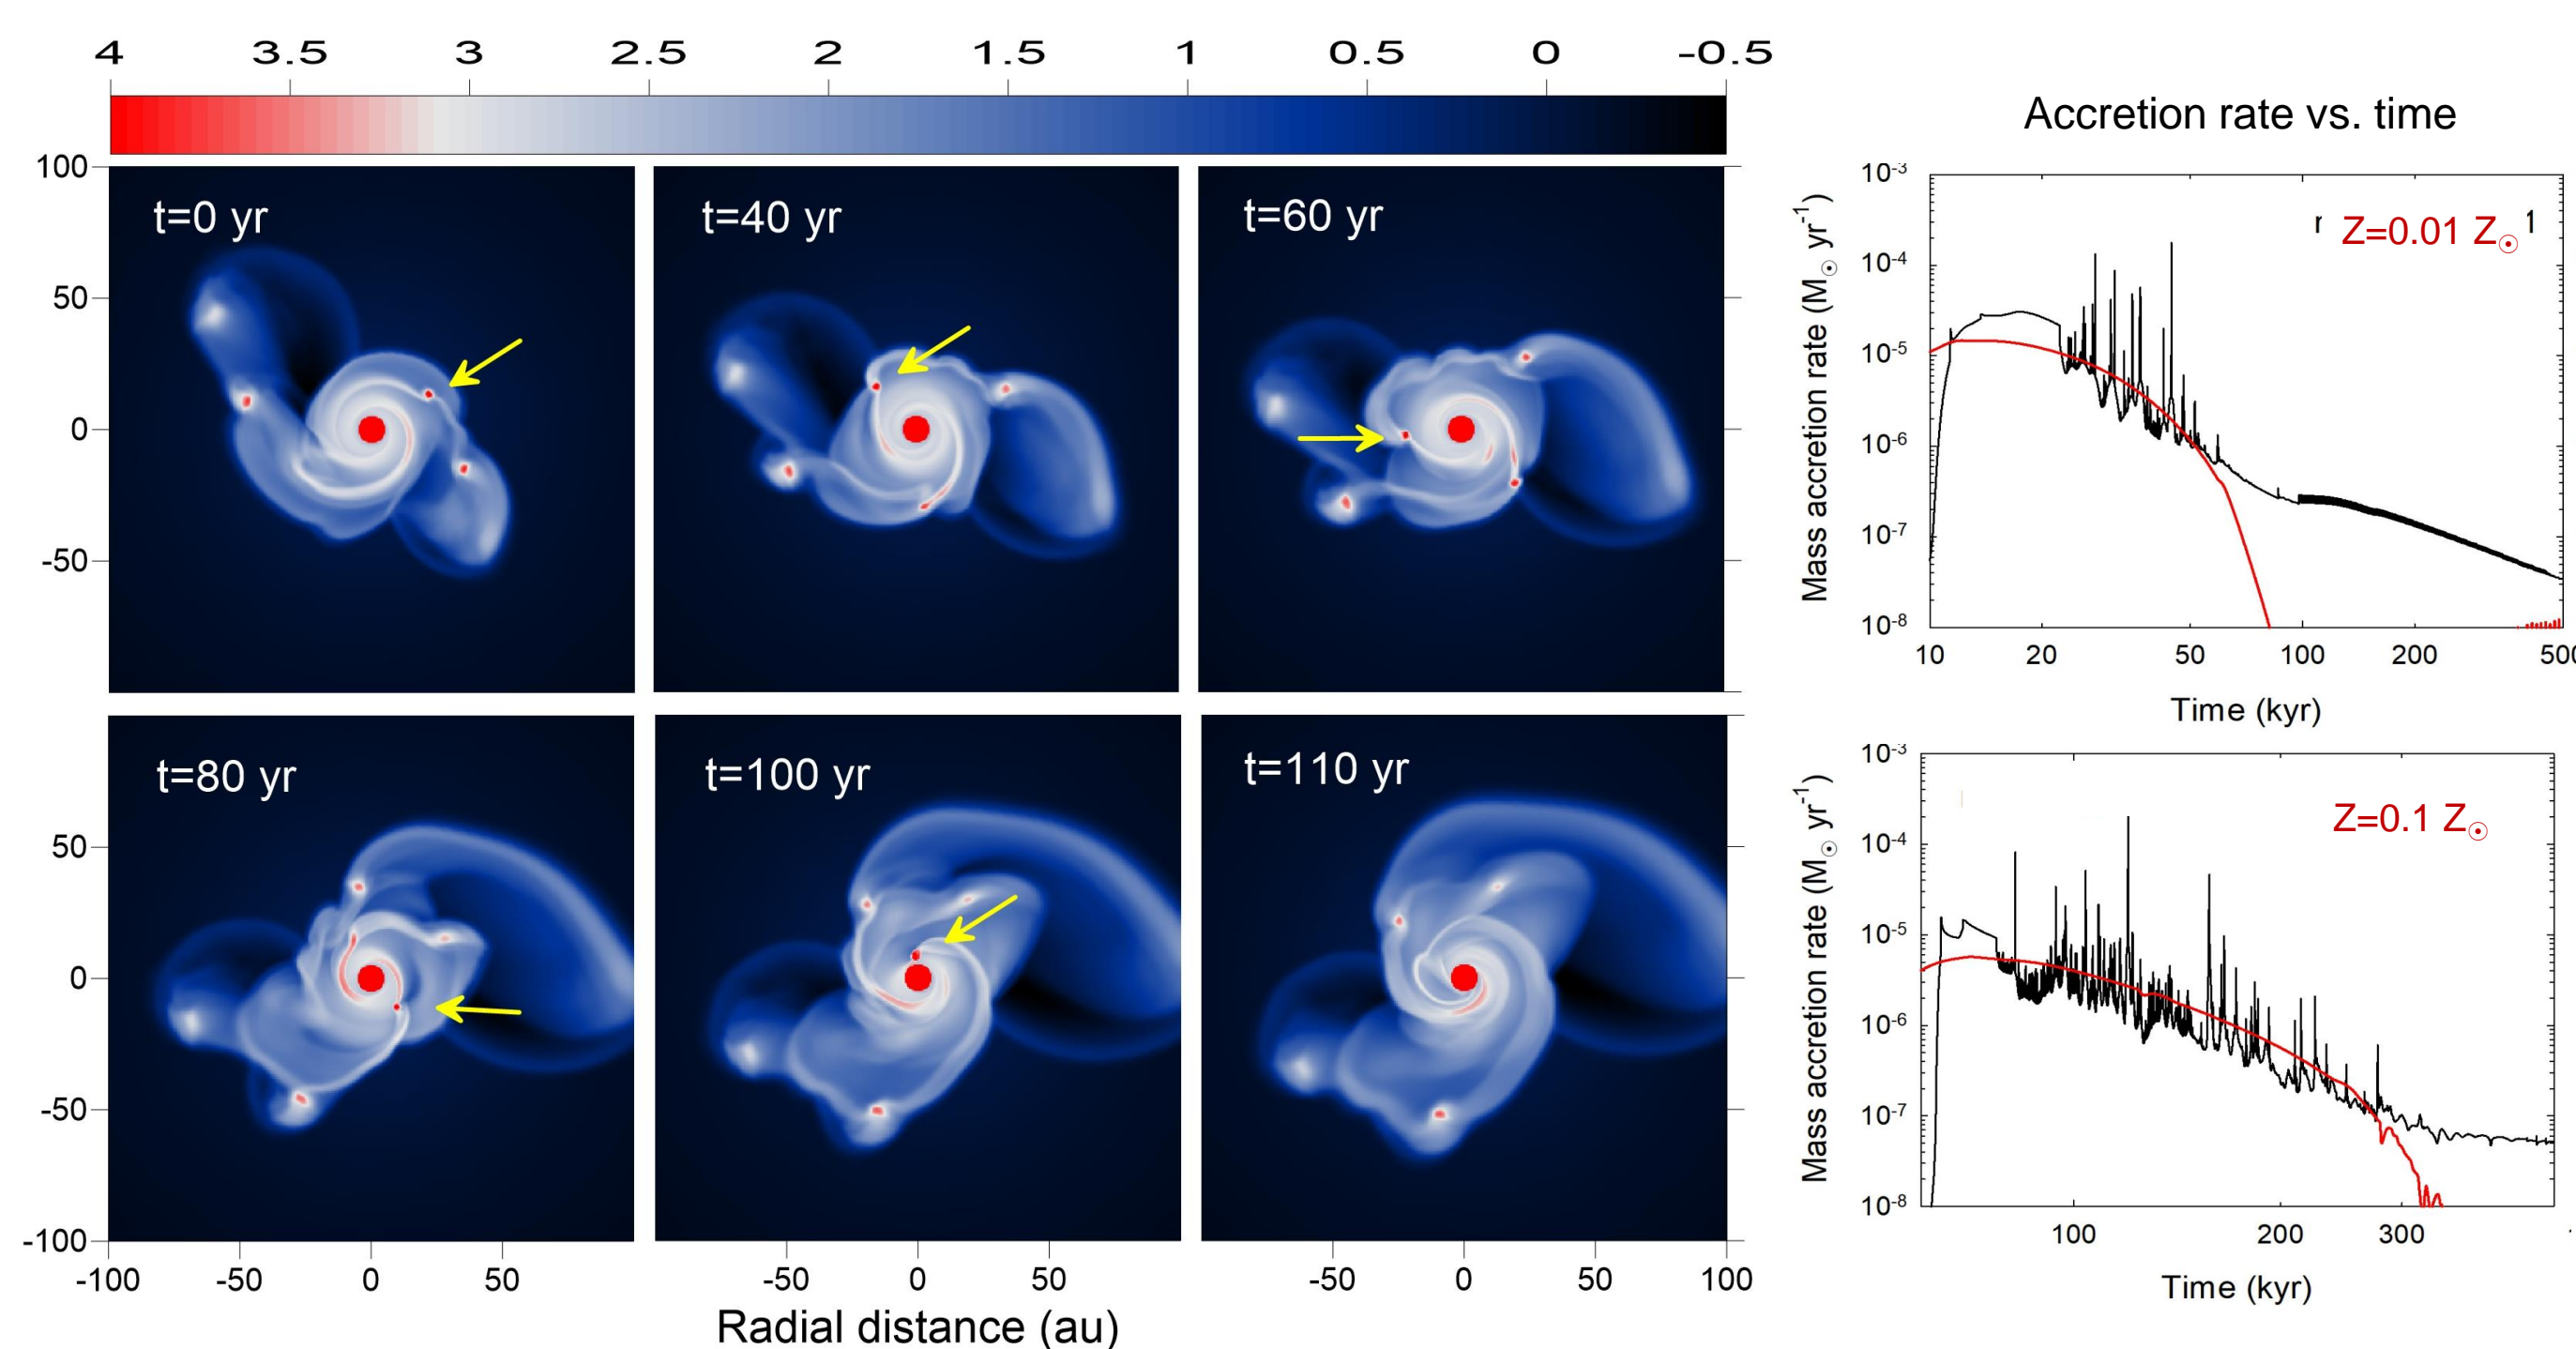 4 3.5 3 2.5 2 1.5 1 0.5 0 -0.5
100
50
0
-50
t=0 yr
t=40 yr
t=60 yr
50
0
-50
-100
t=80 yr
t=100 yr
t=110 yr
-100 -50 0 50 -50 0 50 -50 0 50 100
Radial distance (au)
Accretion rate vs. time
Mass accretion rate (M☉ yr⁻¹)
10⁻³
10⁻⁴
10⁻⁵
10⁻⁶
10⁻⁷
10⁻⁸
Z=0.01 Z☉
10 20 50 100 200
Time (kyr)
Mass accretion rate (M☉ yr⁻¹)
10⁻³
10⁻⁴
10⁻⁵
10⁻⁶
10⁻⁷
10⁻⁸
Z=0.1 Z☉
100 200 300
Time (kyr)